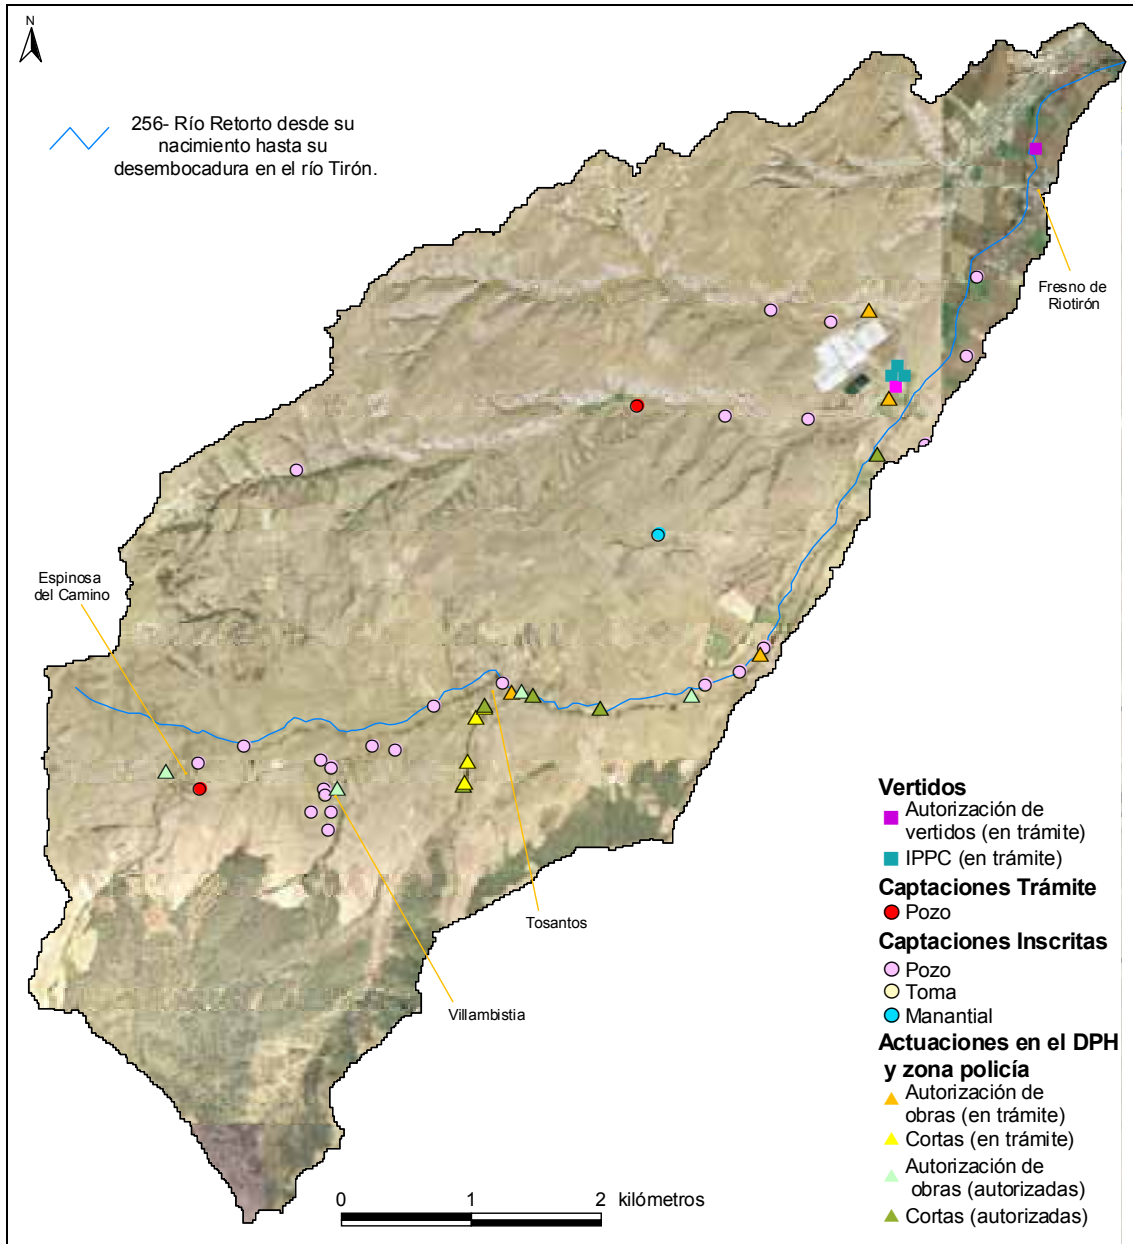 N
256- Río Retorto desde su
nacimiento hasta su
desembocadura en el río Tirón.
Fresno de
Riotirón
Espinosa
del Camino
Tosantos
Villambistia
Vertidos
Autorización de
vertidos (en trámite)
IPPC (en trámite)
Captaciones Trámite
Pozo
Captaciones Inscritas
Pozo
Toma
Manantial
Actuaciones en el DPH
y zona policía
Autorización de
obras (en trámite)
Cortas (en trámite)
Autorización de
obras (autorizadas)
Cortas (autorizadas)
0 1 2 kilómetros